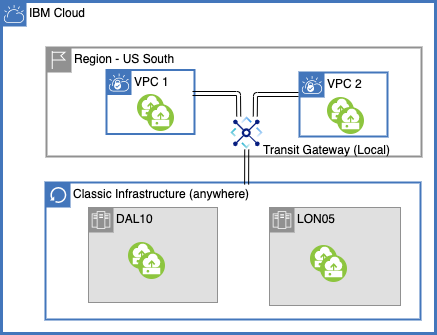 IBM Cloud
Region - US South
VPC 1
VPC 2
Transit Gateway (Local)
Classic Infrastructure (anywhere)
DAL10
LON05